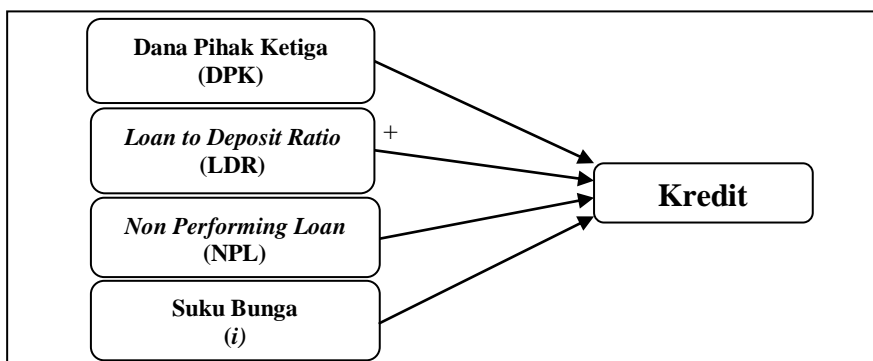 Dana Pihak Ketiga
(DPK)
Loan to Deposit Ratio
(LDR)
+
Non Performing Loan
(NPL)
Suku Bunga
(i)
Kredit